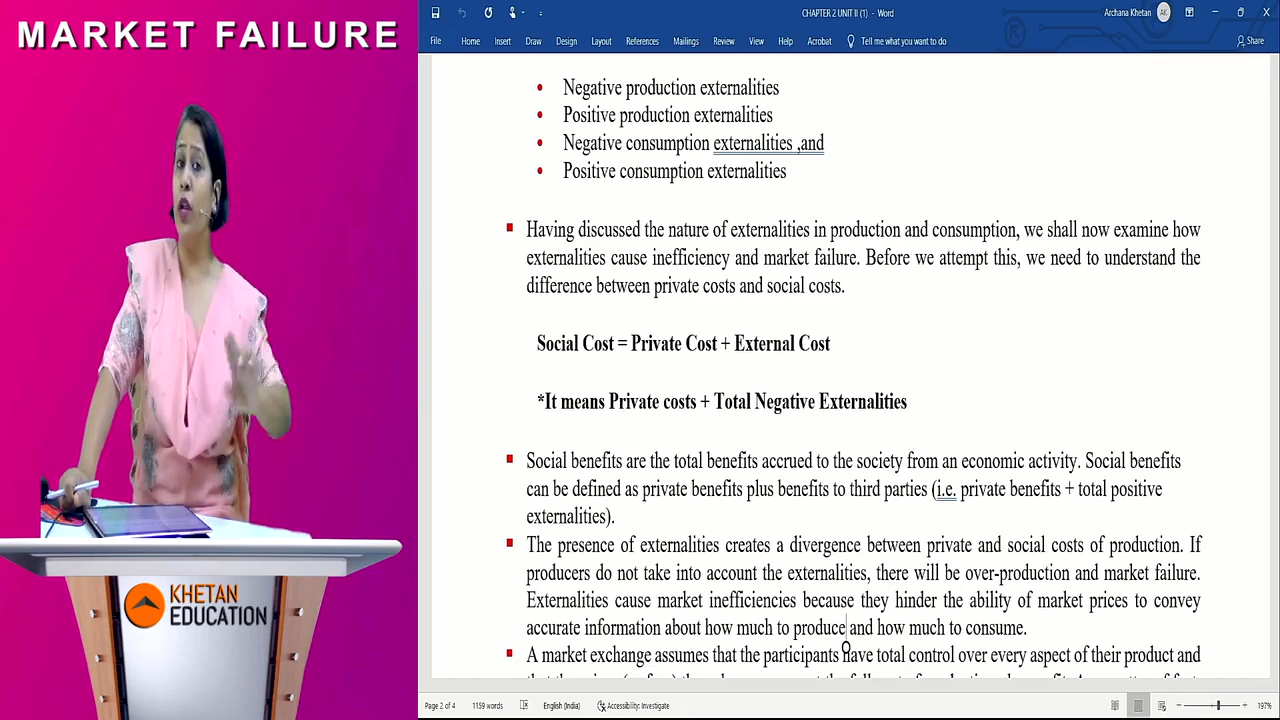 MARKET FAILURE
CHAPTER 2 UNIT II (1) - Word
Archana Khetan AK
File Home Insert Draw Design Layout References Mailings Review View Help Acrobat Tell me what you want to do Share
• Negative production externalities
• Positive production externalities
• Negative consumption externalities ,and
• Positive consumption externalities
Having discussed the nature of externalities in production and consumption, we shall now examine how
externalities cause inefficiency and market failure. Before we attempt this, we need to understand the
difference between private costs and social costs.
Social Cost = Private Cost + External Cost
*It means Private costs + Total Negative Externalities
Social benefits are the total benefits accrued to the society from an economic activity. Social benefits
can be defined as private benefits plus benefits to third parties (i.e. private benefits + total positive
externalities).
The presence of externalities creates a divergence between private and social costs of production. If
producers do not take into account the externalities, there will be over-production and market failure.
Externalities cause market inefficiencies because they hinder the ability of market prices to convey
accurate information about how much to produce and how much to consume.
A market exchange assumes that the participants have total control over every aspect of their product and
KHETAN
EDUCATION
Page 2 of 4 1159 words English (India) Accessibility: Investigate 197%